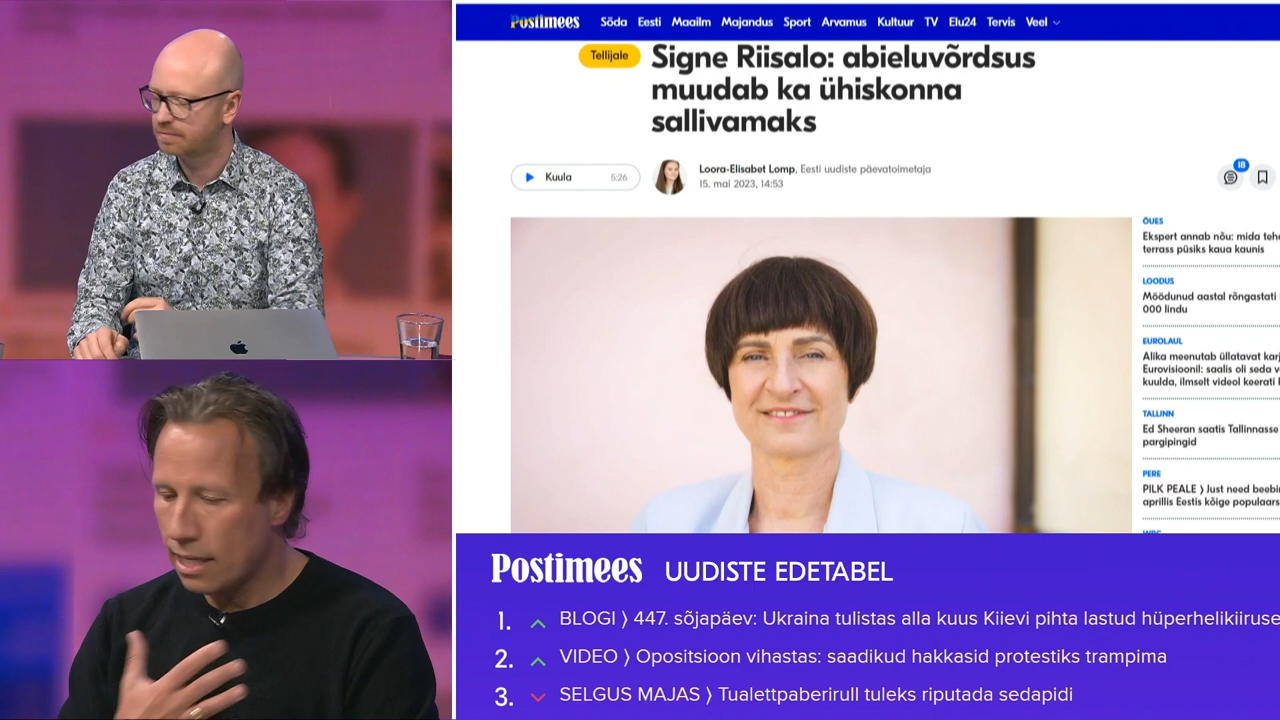 Postimees Sõda Eesti Maailm Majandus Sport Arvamus Kultuur TV Elu24 Tervis Veel
Tellijale
Signe Riisalo: abieluvõrdsus
muudab ka ühiskonna
sallivamaks
Kuula 5:26
Loora-Elisabet Lomp, Eesti uudiste päevatoimetaja
15. mai 2023, 14:53
18
ÕUES
Ekspert annab nõu: mida
terrass püsiks kaua kaunis
LOODUS
Möödunud aastal rõngastati
000 lindu
EUROLAUL
Alika meenutab üllatavat
Eurovisioonil: saalis oli seda
kuulda, ilmselt videol keerati
TALLINN
Ed Sheeran saatis Tallinnasse
pargipingid
PERE
PILK PEALE ⟩ Just need
aprillis Eestis kõige
Postimees UUDISTE EDETABEL
1. BLOGI ⟩ 447. sõjapäev: Ukraina tulistas alla kuus Kiievi pihta lastud hüperhelikiiruse
2. VIDEO ⟩ Opositsioon vihastas: saadikud hakkasid protestiks trampima
3. SELGUS MAJAS ⟩ Tualettpaberirull tuleks riputada sedapidi